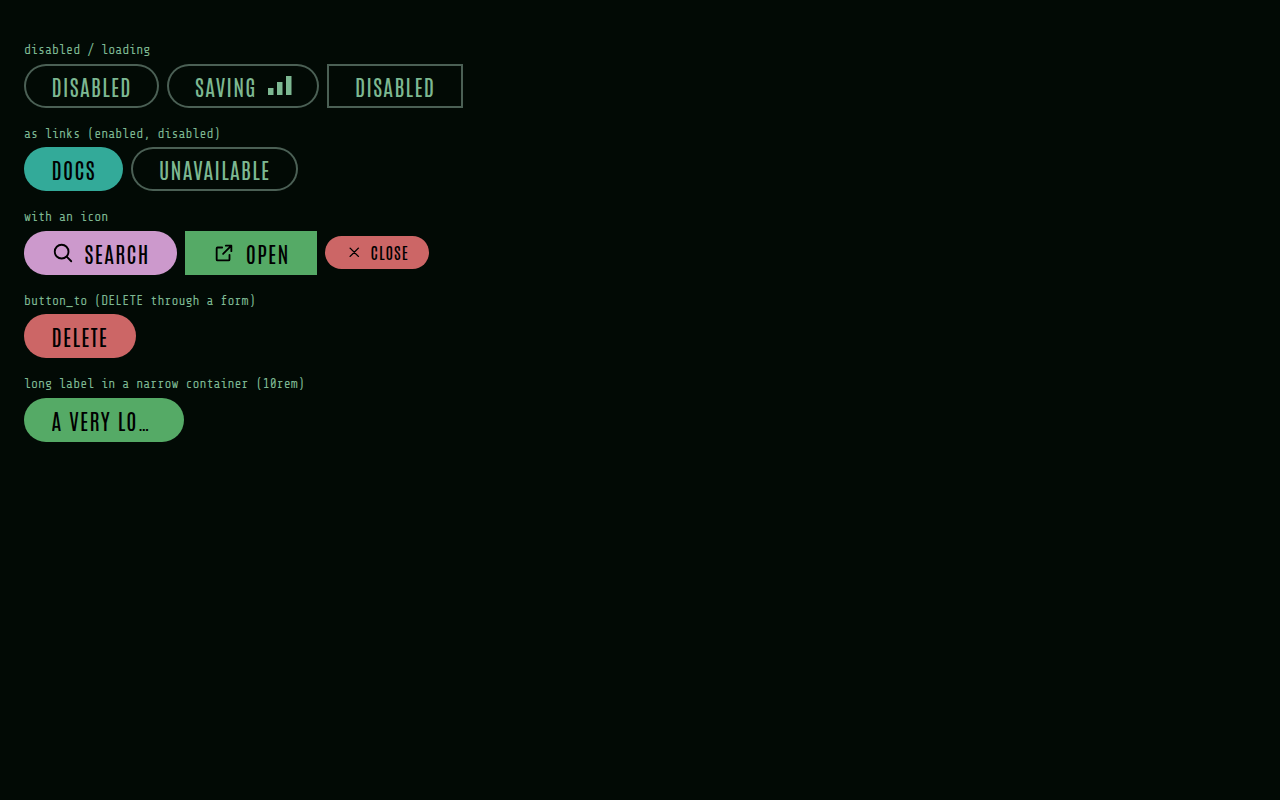 disabled / loading
DISABLED SAVING DISABLED
as links (enabled, disabled)
DOCS UNAVAILABLE
with an icon
SEARCH OPEN CLOSE
button_to (DELETE through a form)
DELETE
long label in a narrow container (10rem)
A VERY LO…